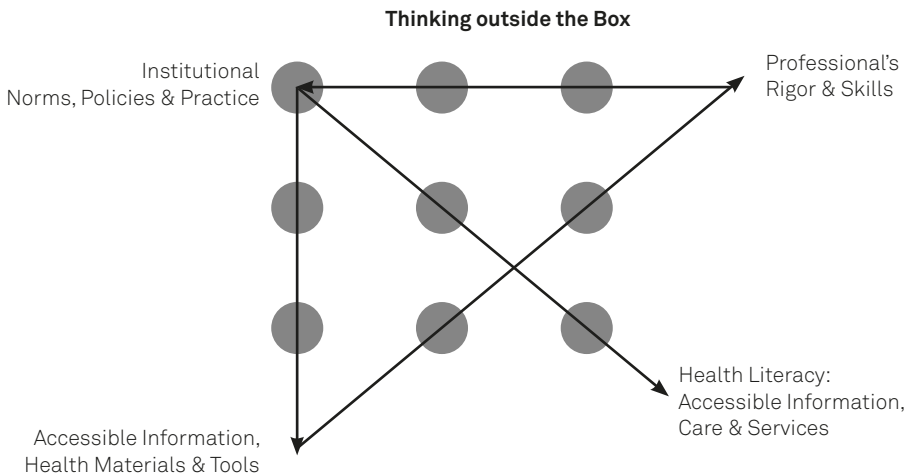 Thinking outside the Box
Institutional
Norms, Policies & Practice
Professional’s
Rigor & Skills
Accessible Information,
Health Materials & Tools
Health Literacy:
Accessible Information,
Care & Services